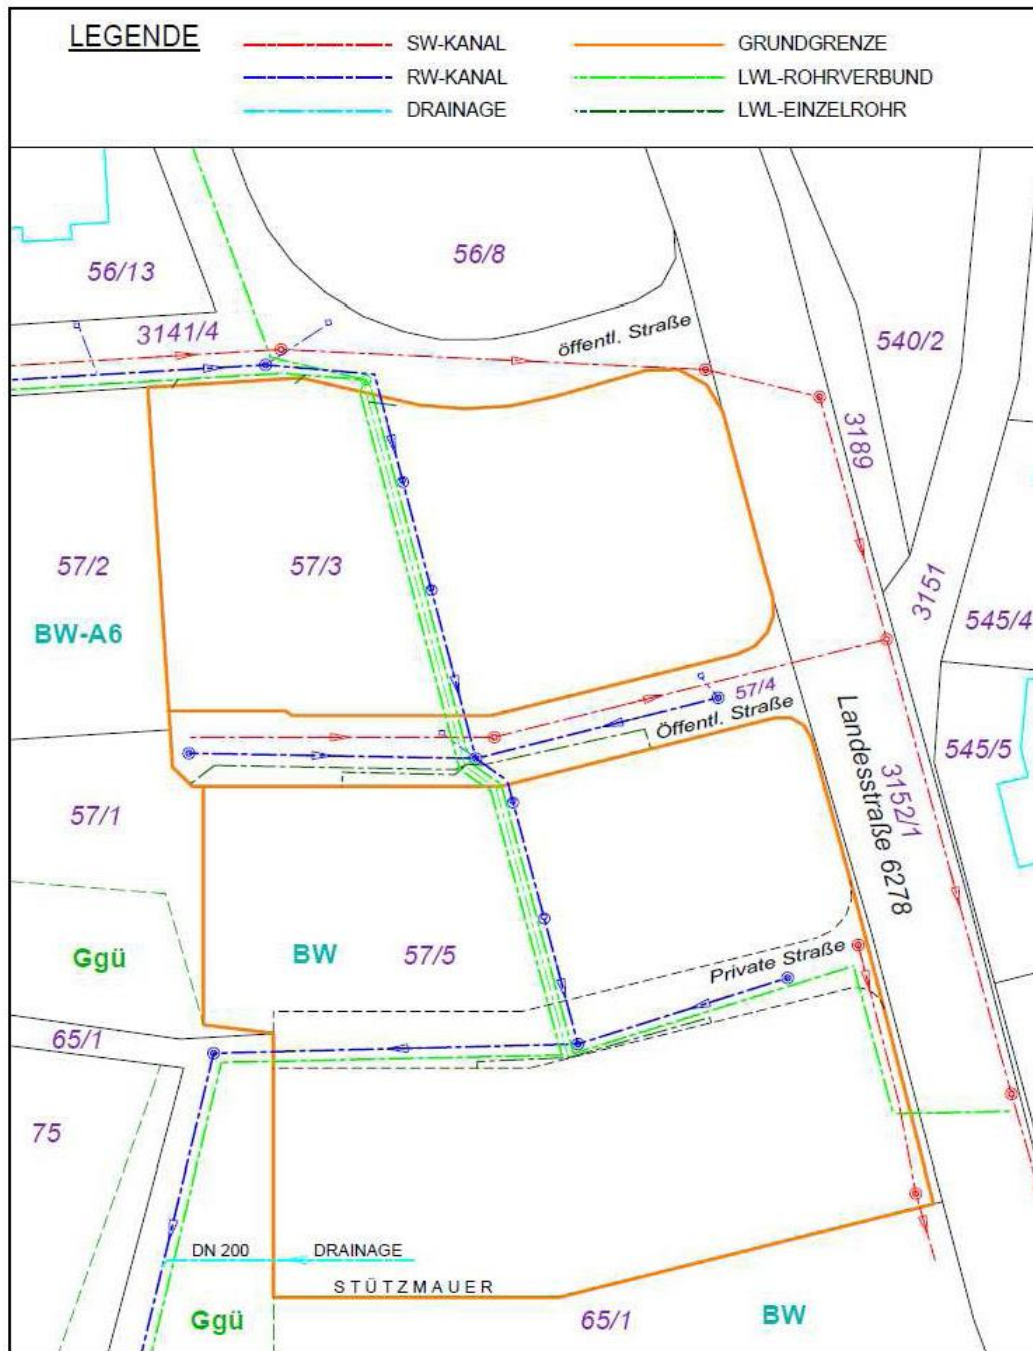 LEGENDE
SW-KANAL
GRUNDGRENZE
RW-KANAL
LWL-ROHRVERBUND
DRAINAGE
LWL-EINZELROHR
56/13
56/8
3141/4
öffentl. Straße
540/2
3189
57/2
57/3
BW-A6
3151
545/4
57/4
Öffentl. Straße
Landesstraße 6278
3152/1
545/5
57/1
Ggü
BW
57/5
Private Straße
65/1
75
DN 200
DRAINAGE
STÜTZMAUER
Ggü
65/1
BW